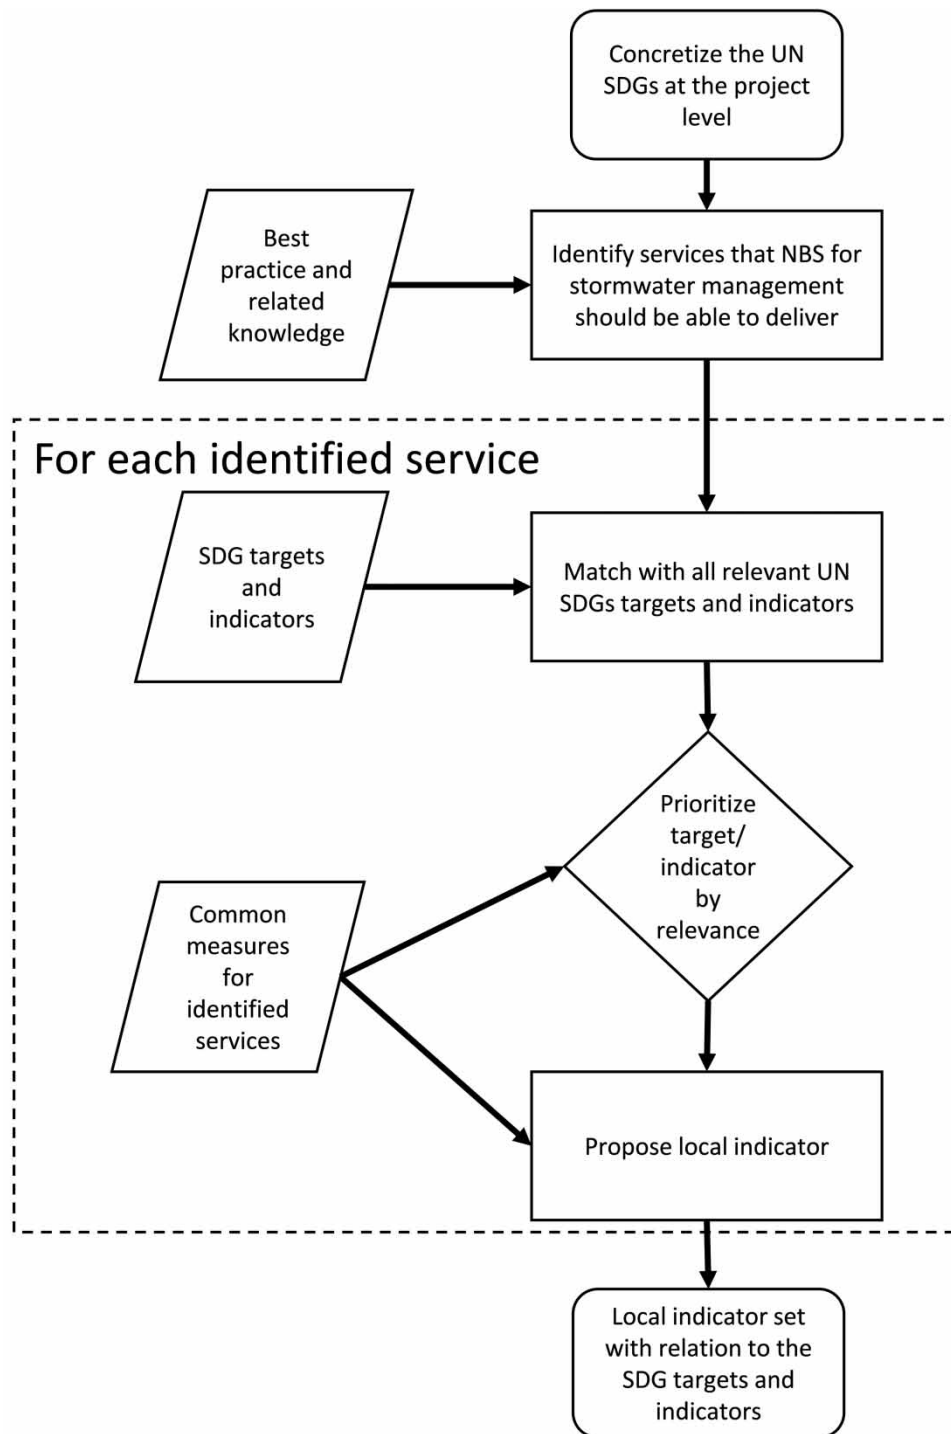 Concretize the UN
SDGs at the project
level
Best
practice and
related
knowledge
Identify services that NBS for
stormwater management
should be able to deliver
For each identified service
SDG targets
and
indicators
Match with all relevant UN
SDGs targets and indicators
Prioritize
target/
indicator
by
relevance
Common
measures
for
identified
services
Propose local indicator
Local indicator set
with relation to the
SDG targets and
indicators